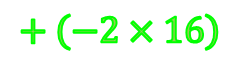 + (−2 × 16)